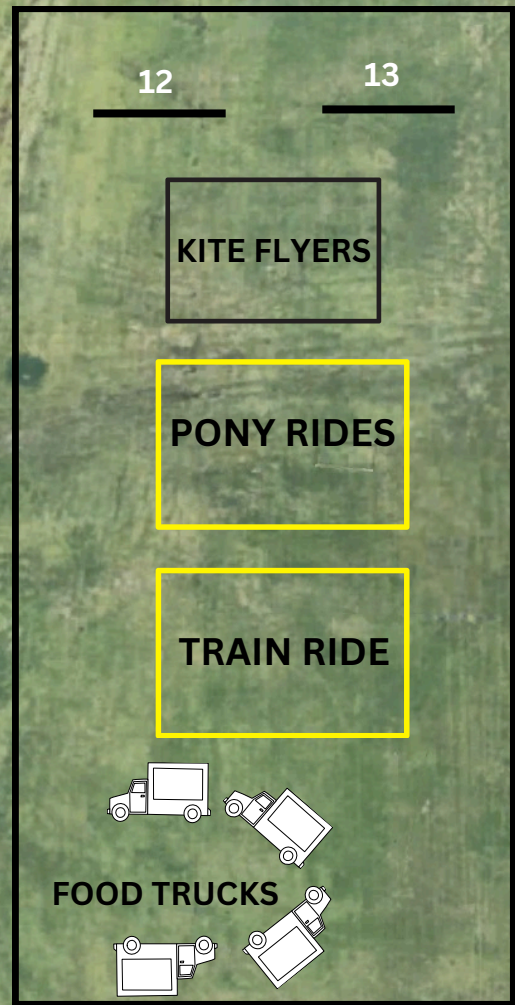 12
13
KITE FLYERS
PONY RIDES
TRAIN RIDE
FOOD TRUCKS